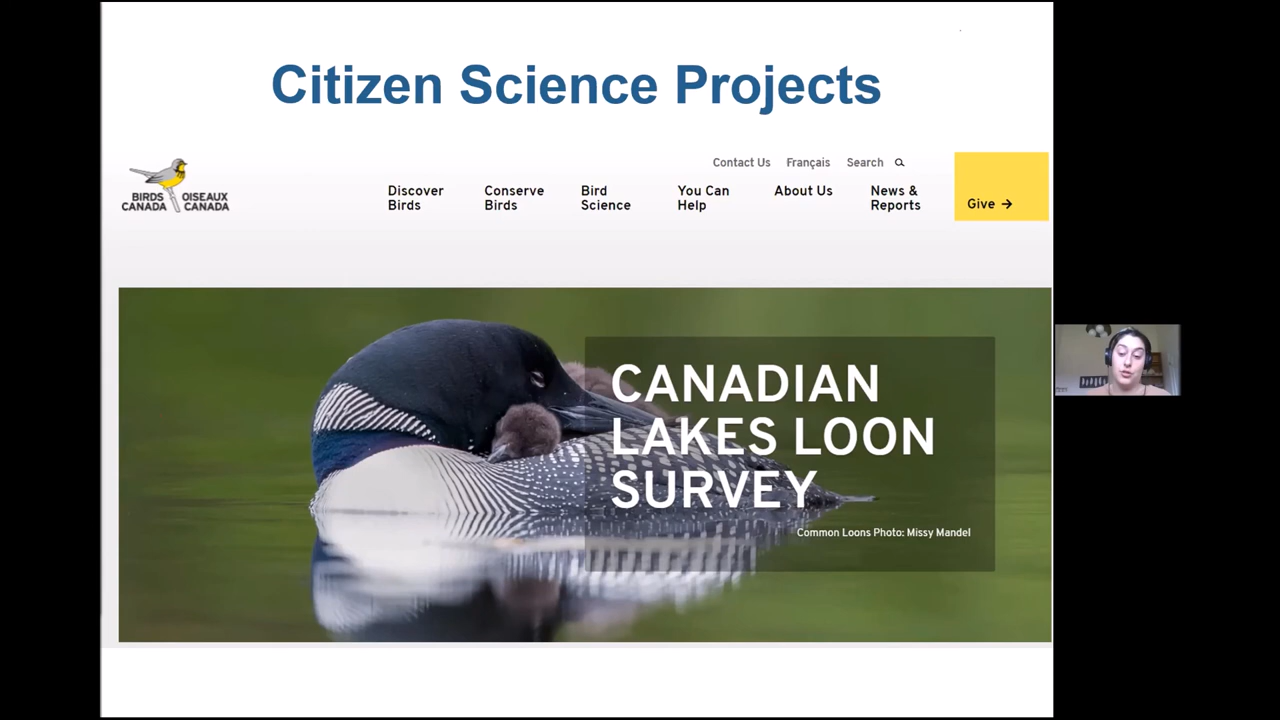 Citizen Science Projects
Contact Us Français Search
BIRDS OISEAUX
CANADA CANADA
Discover
Birds
Conserve
Birds
Bird
Science
You Can
Help
About Us
News &
Reports
Give →
CANADIAN
LAKES LOON
SURVEY
Common Loons Photo: Missy Mandel